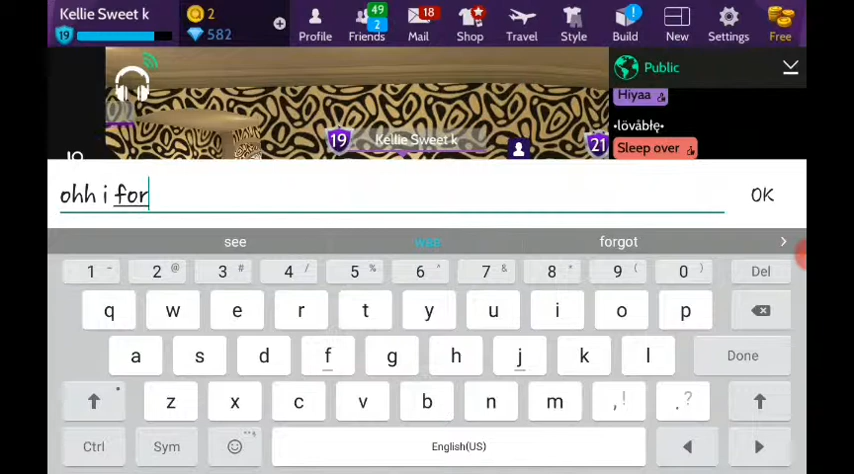 Kellie Sweet k
19
2
582
Profile
49
2
Friends
18
Mail
Shop
Travel
Style
!
Build
New
Settings
Free
Public
Hiyaa
•lövåbłę•
Sleep over
19
Kellie Sweet k
21
ohh i for
OK
see
was
forgot
>
1 -
2 @
3 #
4 /
5 %
6 ^
7 &
8 *
9 (
0 )
Del
q w e r t y u i o p
a s d f g h j k l
Done
z x c v b n m , ! . ?
Ctrl
Sym
English(US)